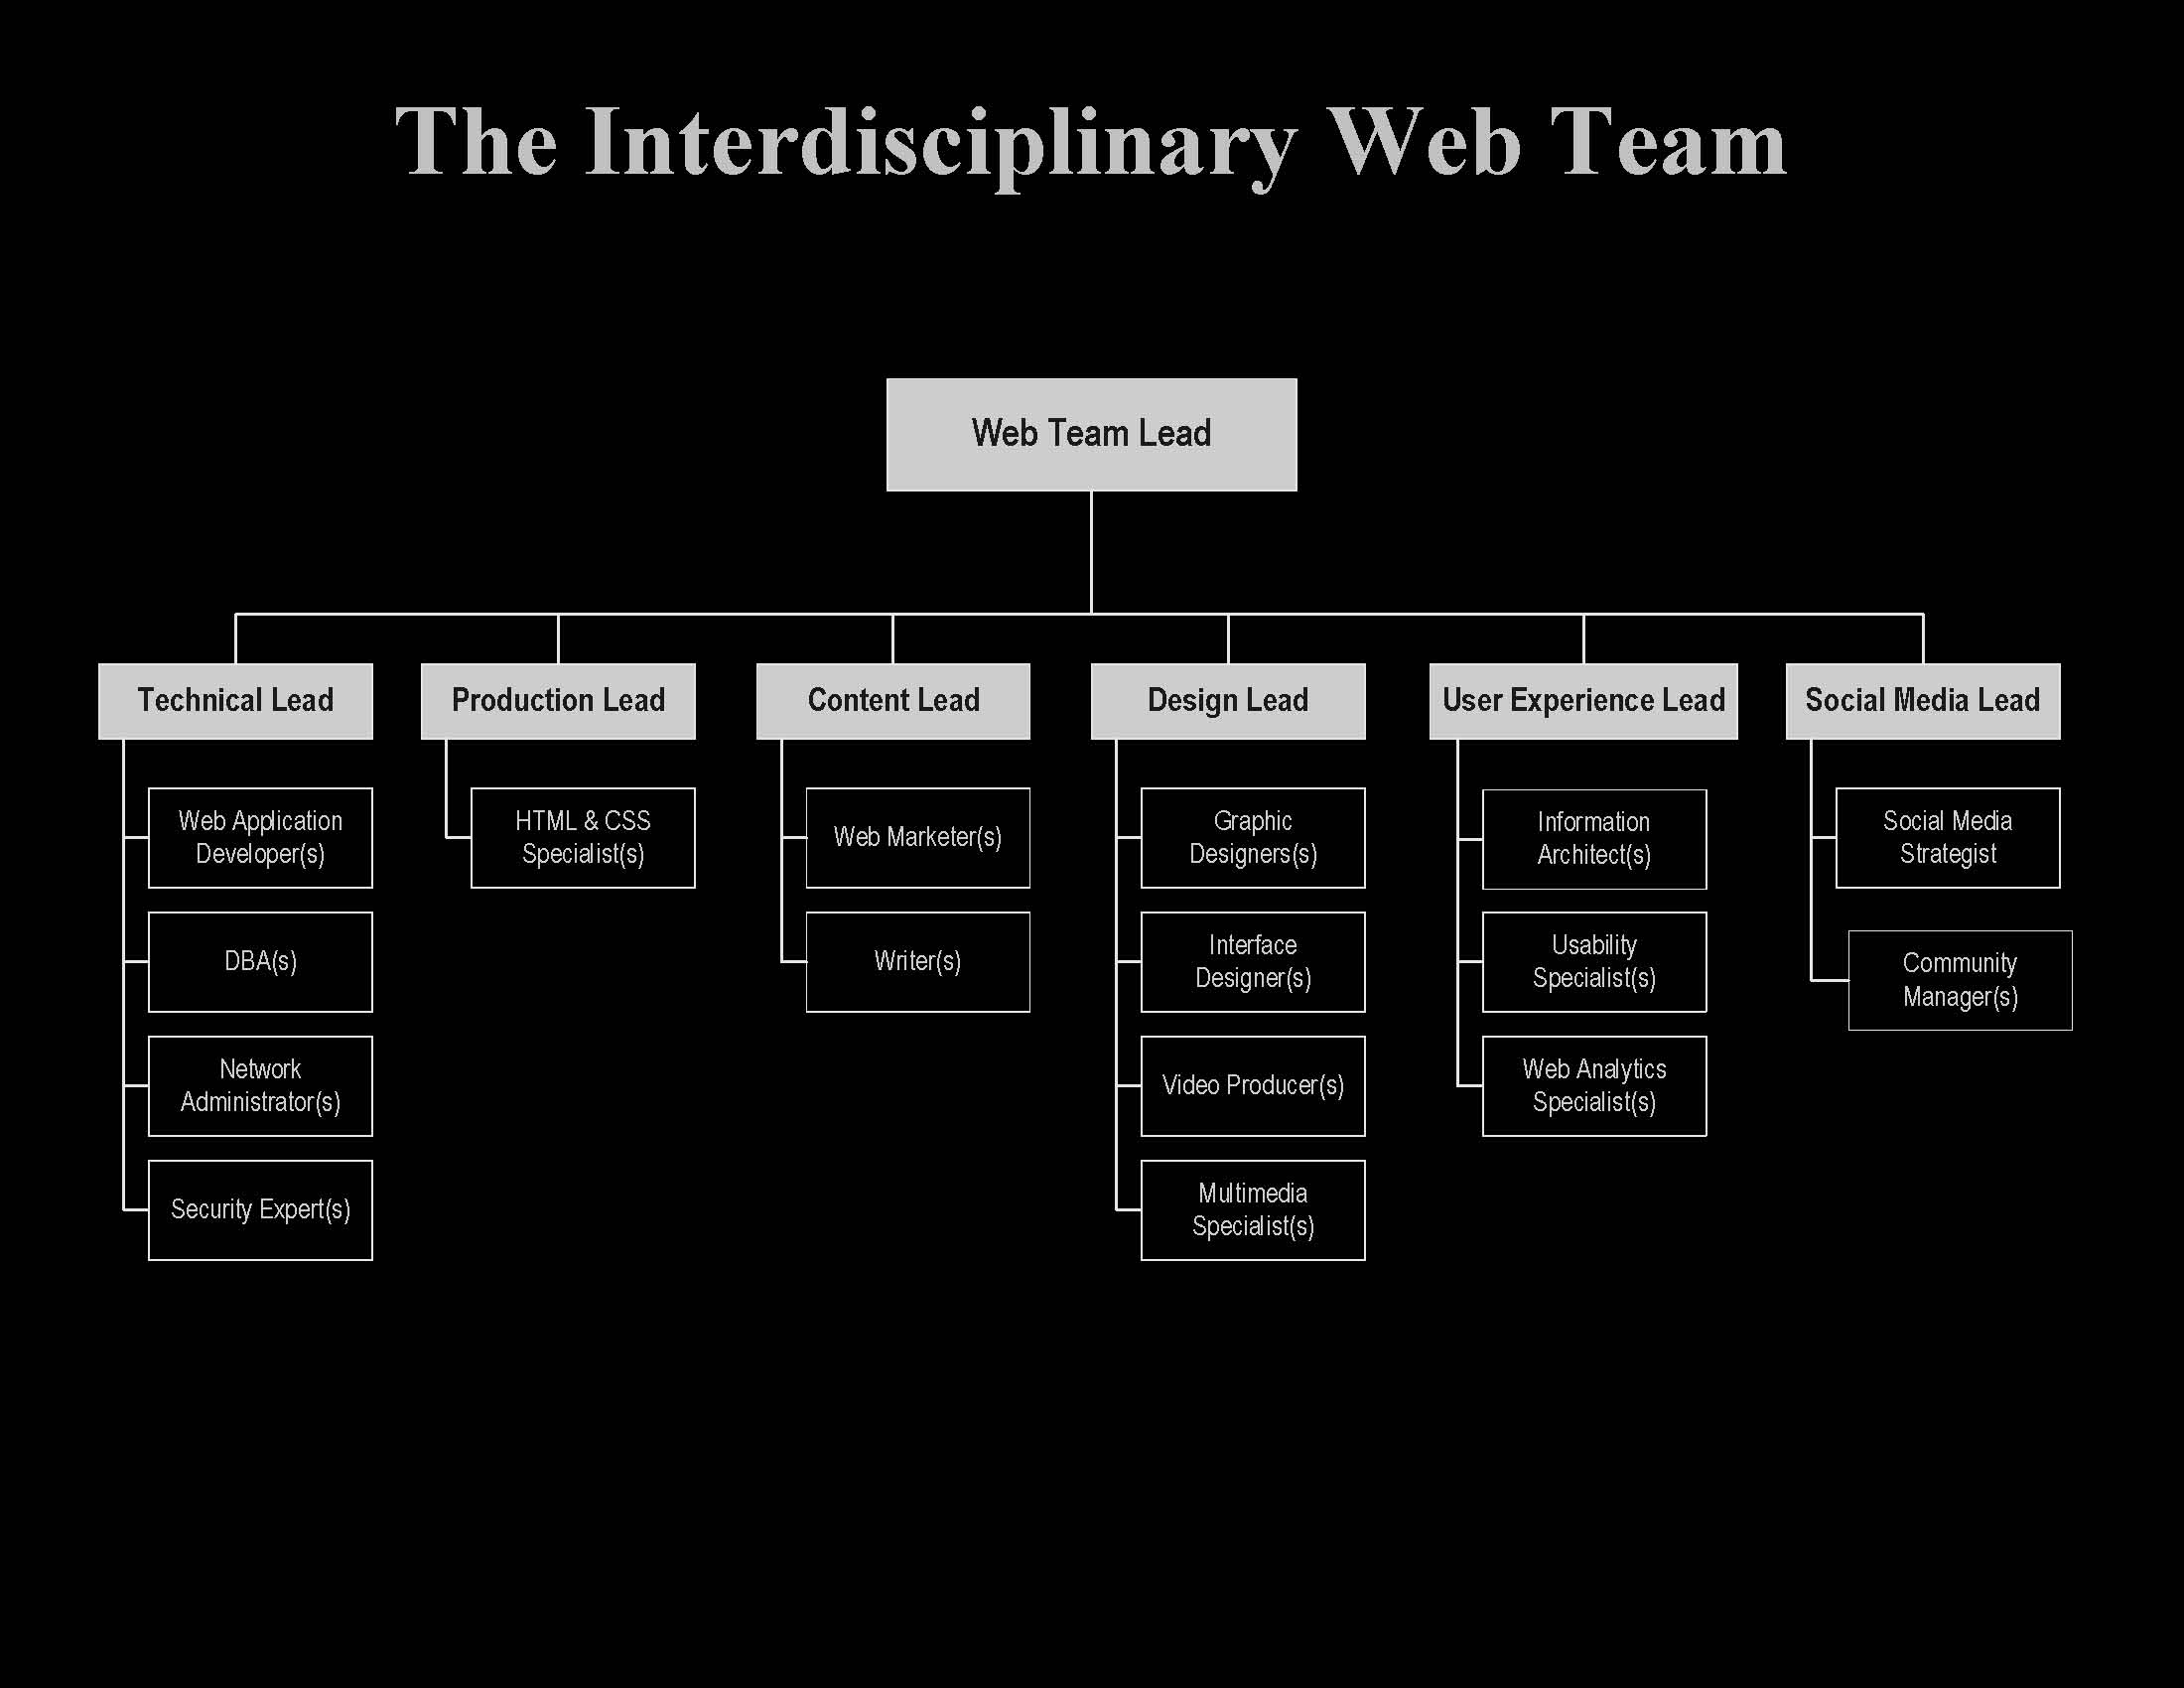 The Interdisciplinary Web Team
Web Team Lead
Technical Lead
Web Application
Developer(s)
DBA(s)
Network
Administrator(s)
Security Expert(s)
Production Lead
HTML & CSS
Specialist(s)
Content Lead
Web Marketer(s)
Writer(s)
Design Lead
Graphic
Designers(s)
Interface
Designer(s)
Video Producer(s)
Multimedia
Specialist(s)
User Experience Lead
Information
Architect(s)
Usability
Specialist(s)
Web Analytics
Specialist(s)
Social Media Lead
Social Media
Strategist
Community
Manager(s)